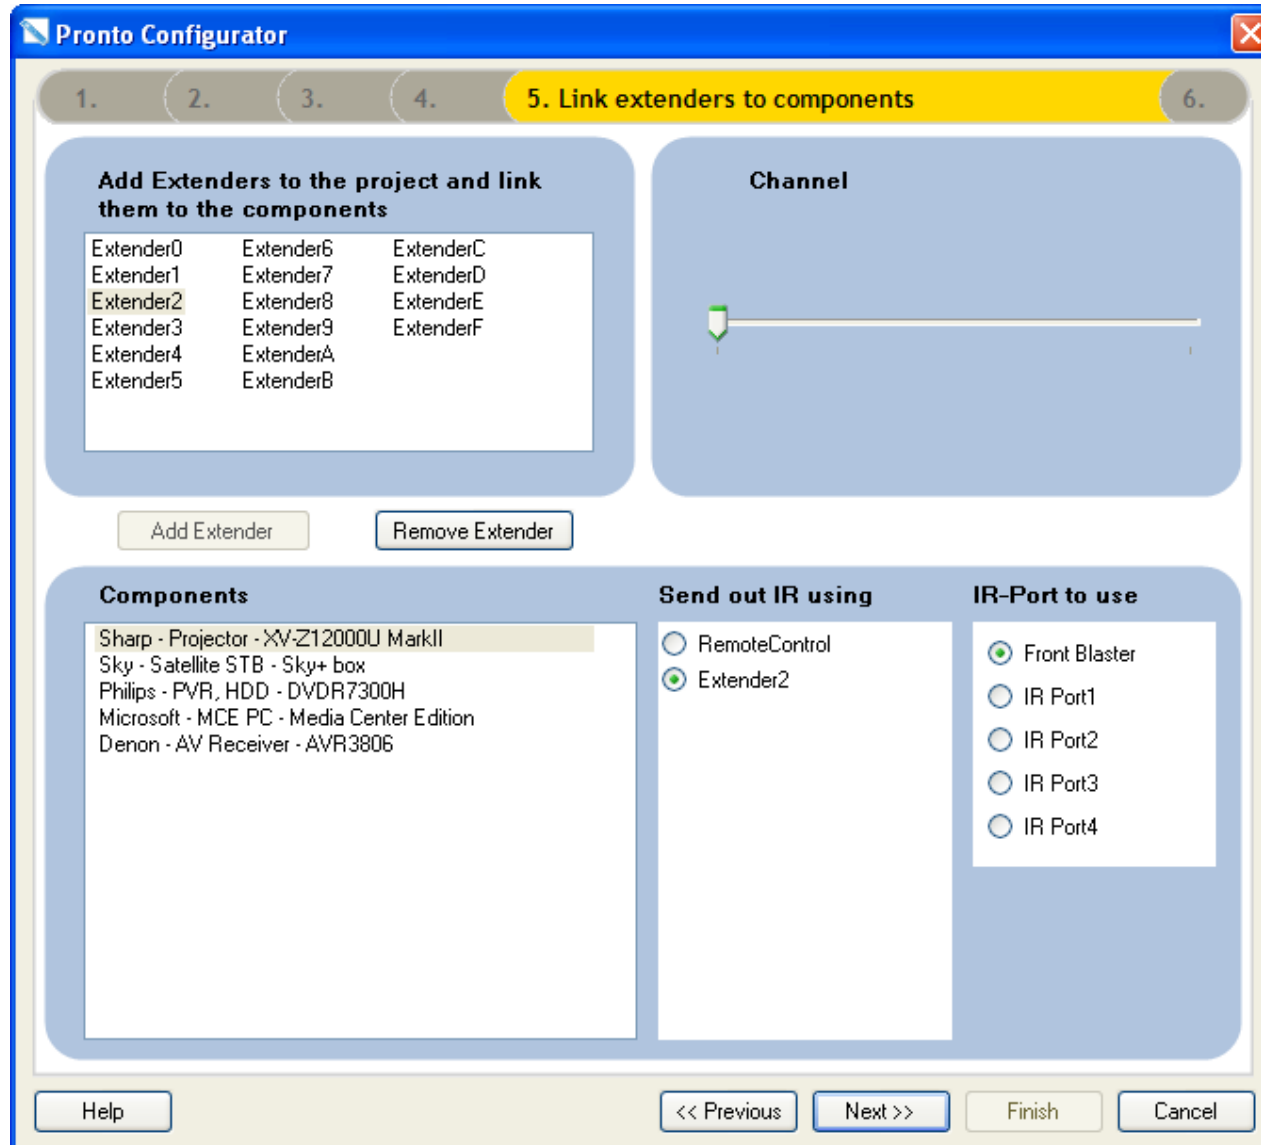 Pronto Configurator
1.
2.
3.
4.
5. Link extenders to components
6.
Add Extenders to the project and link
them to the components
Extender0
Extender1
Extender2
Extender3
Extender4
Extender5
Extender6
Extender7
Extender8
Extender9
ExtenderA
ExtenderB
ExtenderC
ExtenderD
ExtenderE
ExtenderF
Channel
Add Extender
Remove Extender
Components
Sharp - Projector - XV-Z12000U MarkII
Sky - Satellite STB - Sky+ box
Philips - PVR, HDD - DVDR7300H
Microsoft - MCE PC - Media Center Edition
Denon - AV Receiver - AVR3806
Send out IR using
RemoteControl
Extender2
IR-Port to use
Front Blaster
IR Port1
IR Port2
IR Port3
IR Port4
Help
<< Previous
Next >>
Finish
Cancel